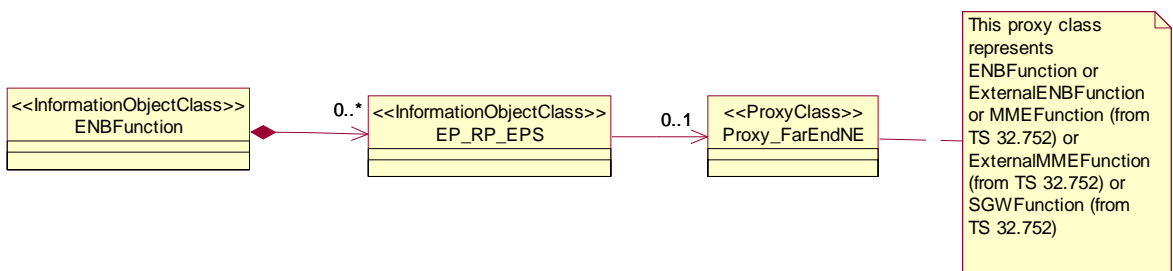 <<InformationObjectClass>>
ENBFunction
0..*
<<InformationObjectClass>>
EP_RP_EPS
0..1
<<ProxyClass>>
Proxy_FarEndNE
This proxy class
represents
ENBFunction or
ExternalENBFunction
or MMEFunction (from
TS 32.752) or
ExternalMMEFunction
(from TS 32.752) or
SGWFunction (from
TS 32.752)